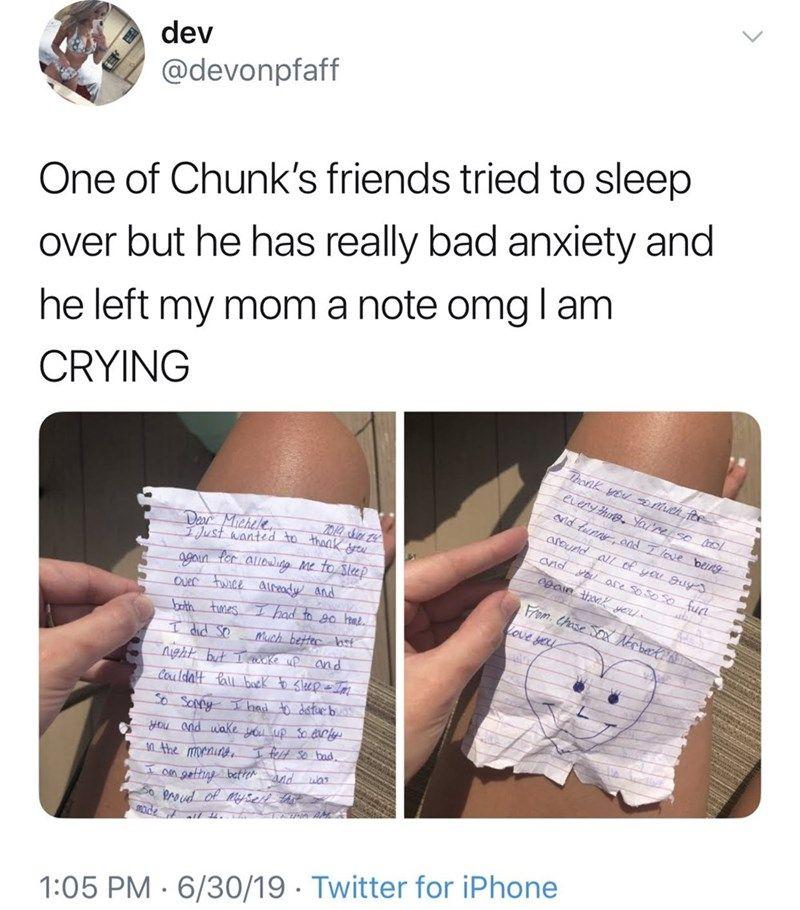 dev
@devonpfaff
One of Chunk's friends tried to sleep
over but he has really bad anxiety and
he left my mom a note omg I am
CRYING
Dear Michele,
I Just wanted to thank you
again for allowing me to sleep
over twice already and
both times I had to go home.
I did so much better last
night but I woke up and
couldn't fall back to sleep. Im
so sorry I had to disturb
you and wake you up so early
in the morning. I felt so bad.
I am getting better and was
so proud of myself that
made it
Thank you so much for
everything. You're so cool
and funny, and I love being
around all of you guys
and you are so so so fun
again thank you.
From, Chase
Love you
1:05 PM · 6/30/19 · Twitter for iPhone